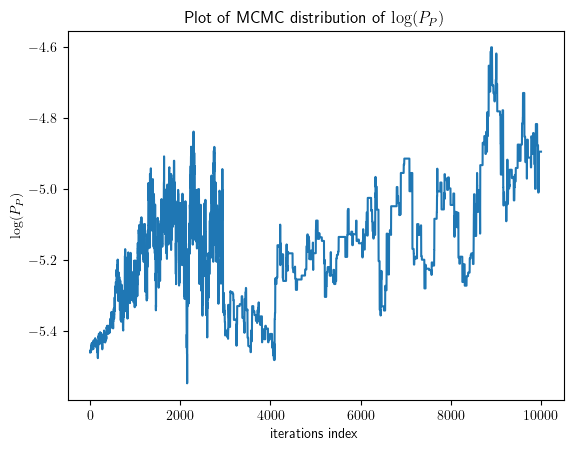 Plot of MCMC distribution of log(P_P)
log(P_P)
−4.6
−4.8
−5.0
−5.2
−5.4
0 2000 4000 6000 8000 10000
iterations index